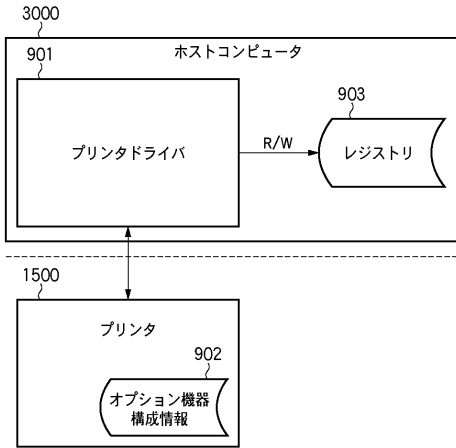 3000
ホストコンピュータ
901
プリンタドライバ
R/W
903
レジストリ
1500
プリンタ
902
オプション機器
構成情報